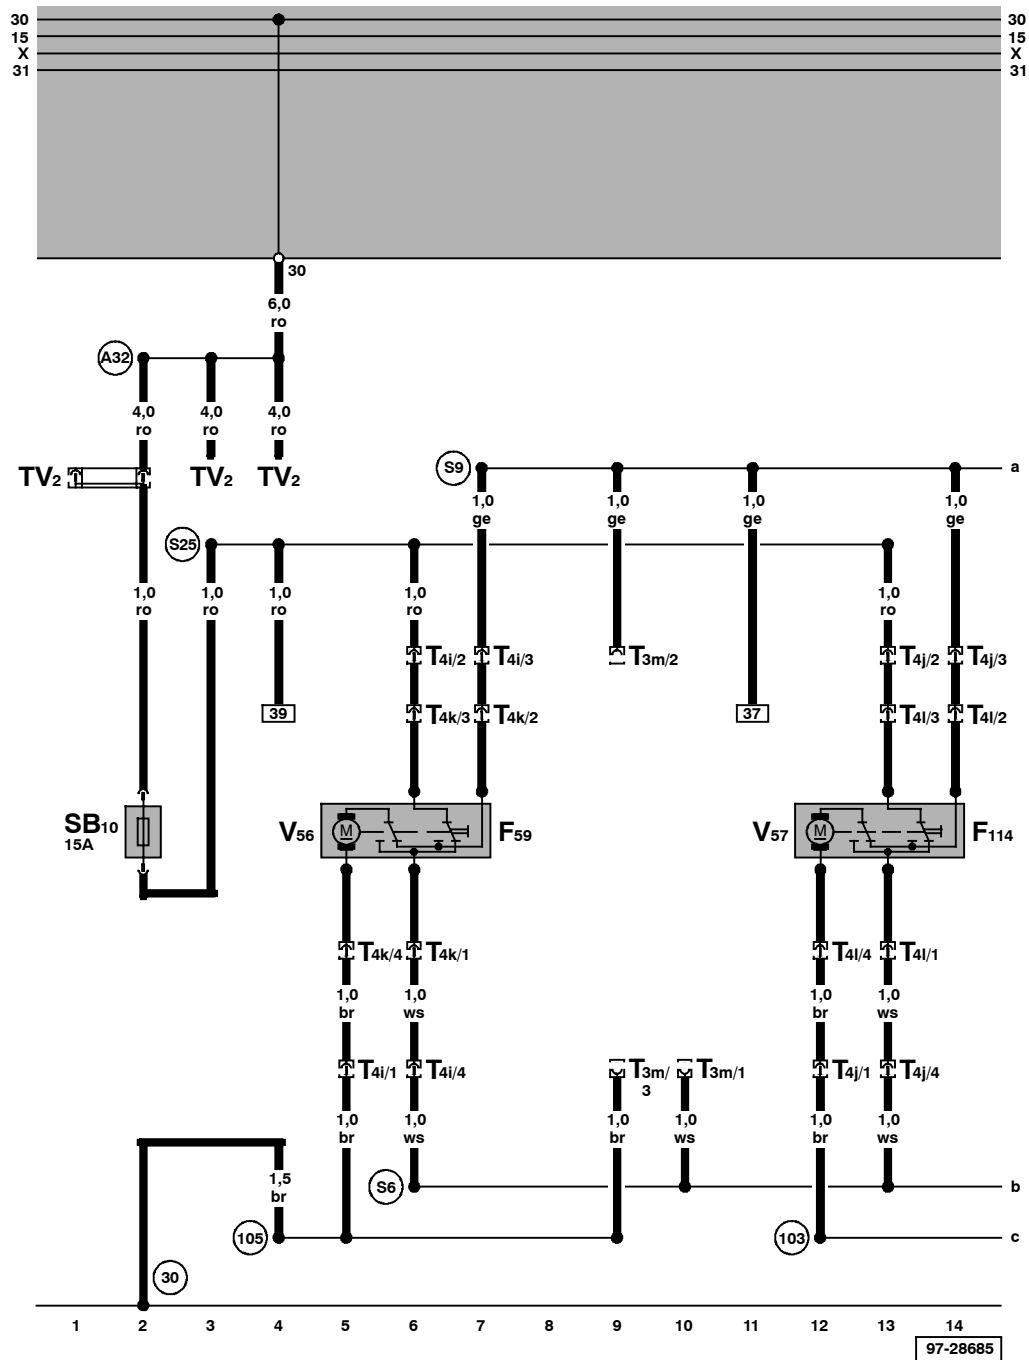 30 30
15 15
X X
31 31
30
6,0
ro
A32
4,0 4,0 4,0
ro ro ro
TV2 TV2 TV2
S9 a
1,0 1,0 1,0 1,0
ge ge ge ge
S25
1,0 1,0 1,0 1,0 1,0
ro ro ro ro ro
T4i/2 T4i/3 T3m/2 T4j/2 T4j/3
39 T4k/3 T4k/2 37 T4l/3 T4l/2
SB10
15A
V56 M F59 V57 M F114
T4k/4 T4k/1 T4l/4 T4l/1
1,0 1,0 1,0 1,0
br ws br ws
T4i/1 T4i/4 T3m/3 T3m/1 T4j/1 T4j/4
1,0 1,0 1,0 1,0 1,0 1,0
br ws br ws br ws
1,5
br
S6 b
105 103 c
30
1 2 3 4 5 6 7 8 9 10 11 12 13 14
97-28685